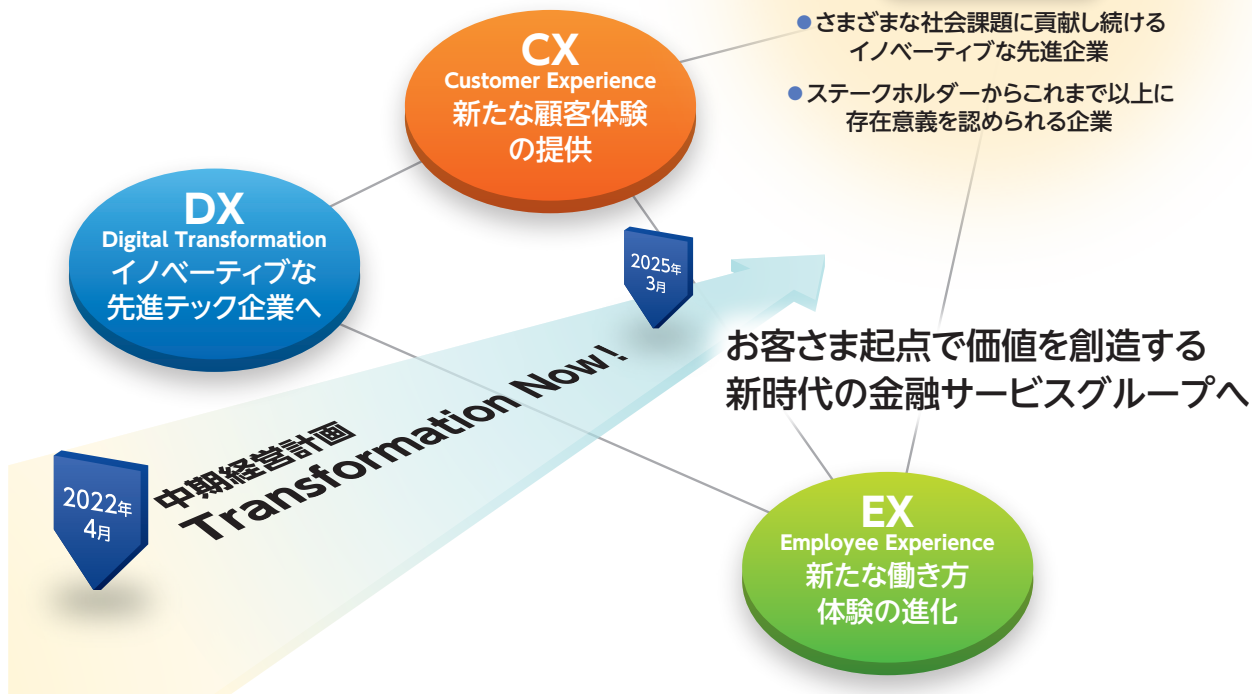 ●さまざまな社会課題に貢献し続ける
イノベーティブな先進企業
●ステークホルダーからこれまで以上に
存在意義を認められる企業
CX
Customer Experience
新たな顧客体験
の提供
DX
Digital Transformation
イノベーティブな
先進テック企業へ
2025年
3月
お客さま起点で価値を創造する
新時代の金融サービスグループへ
中期経営計画
Transformation Now!
2022年
4月
EX
Employee Experience
新たな働き方
体験の進化